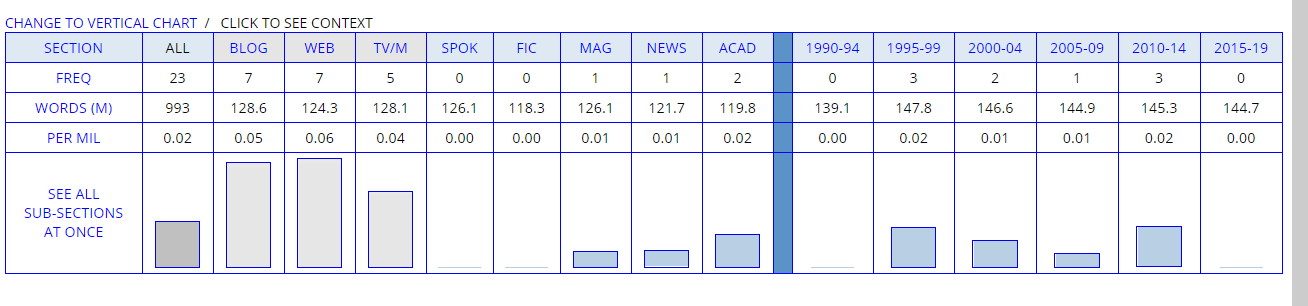 CHANGE TO VERTICAL CHART / CLICK TO SEE CONTEXT
SECTION ALL BLOG WEB TV/M SPOK FIC MAG NEWS ACAD 1990-94 1995-99 2000-04 2005-09 2010-14 2015-19
FREQ 23 7 7 5 0 0 1 1 2 0 3 2 1 3 0
WORDS (M) 993 128.6 124.3 128.1 126.1 118.3 126.1 121.7 119.8 139.1 147.8 146.6 144.9 145.3 144.7
PER MIL 0.02 0.05 0.06 0.04 0.00 0.00 0.01 0.01 0.02 0.00 0.02 0.01 0.01 0.02 0.00
SEE ALL
SUB-SECTIONS
AT ONCE